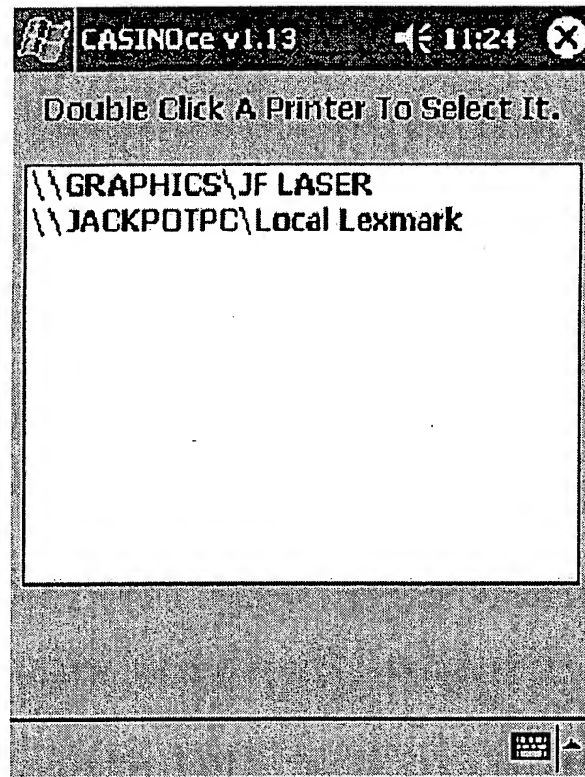 CASINOce v1.13 11:24
Double Click A Printer To Select It.
\\GRAPHICS\JF LASER
\\JACKPOTPC\Local Lexmark